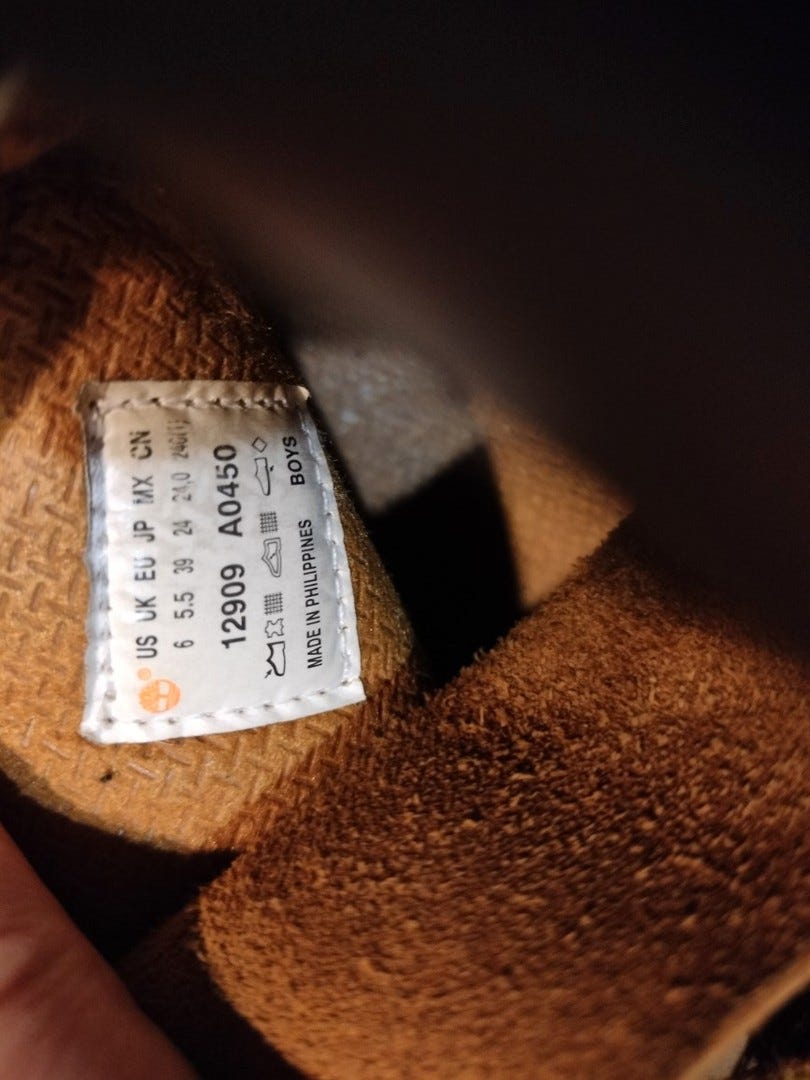 US UK EU JP MX CN
6 5.5 39 24 24,0 240(1)
12909 A0450
MADE IN PHILIPPINES BOYS